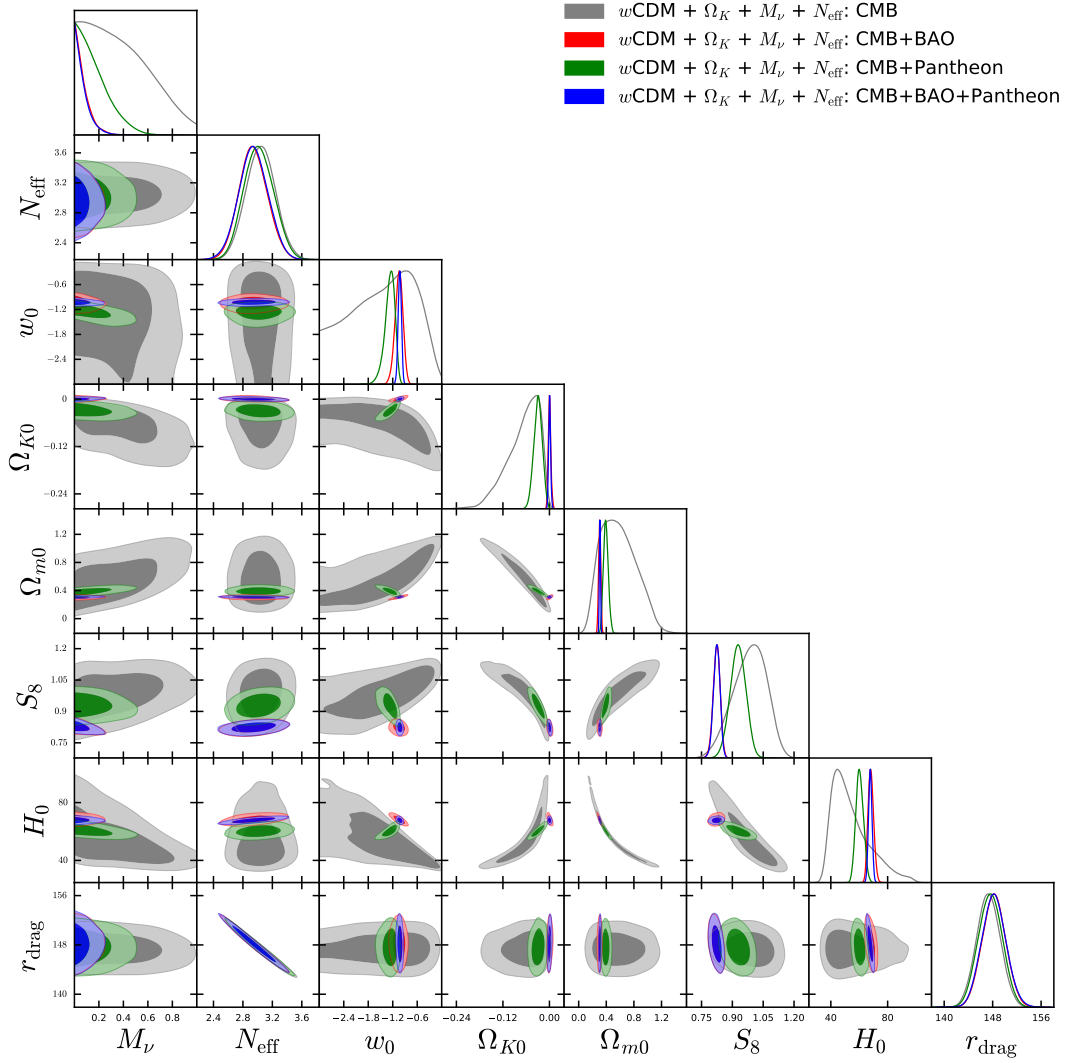 wCDM + Ω_K + M_ν + N_eff: CMB
wCDM + Ω_K + M_ν + N_eff: CMB+BAO
wCDM + Ω_K + M_ν + N_eff: CMB+Pantheon
wCDM + Ω_K + M_ν + N_eff: CMB+BAO+Pantheon
N_eff
3.6
3.0
2.4
w_0
−0.6
−1.2
−1.8
−2.4
Ω_K0
0
−0.12
−0.24
Ω_m0
1.2
0.8
0.4
0
S_8
1.2
1.05
0.9
0.75
H_0
80
40
r_drag
156
148
140
0.2 0.4 0.6 0.8 2.4 3.0 3.6 −2.4 −1.8 −1.2 −0.6 −0.24 −0.12 0.00 0.0 0.4 0.8 1.2 0.75 0.90 1.05 1.20 40 60 80 140 148 156
M_ν N_eff w_0 Ω_K0 Ω_m0 S_8 H_0 r_drag